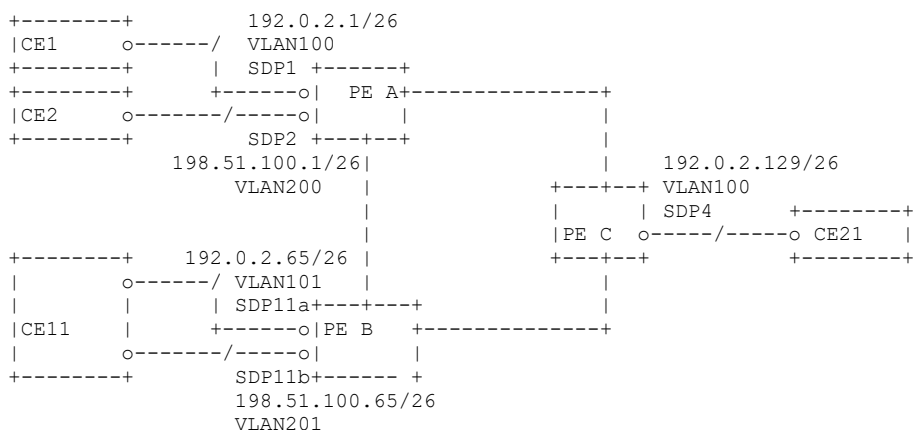 192.0.2.1/26
CE1 VLAN100
SDP1
PE A
CE2
SDP2
198.51.100.1/26 192.0.2.129/26
VLAN200 VLAN100
SDP4
PE C CE21
192.0.2.65/26
VLAN101
SDP11a
CE11 PE B
SDP11b
198.51.100.65/26
VLAN201